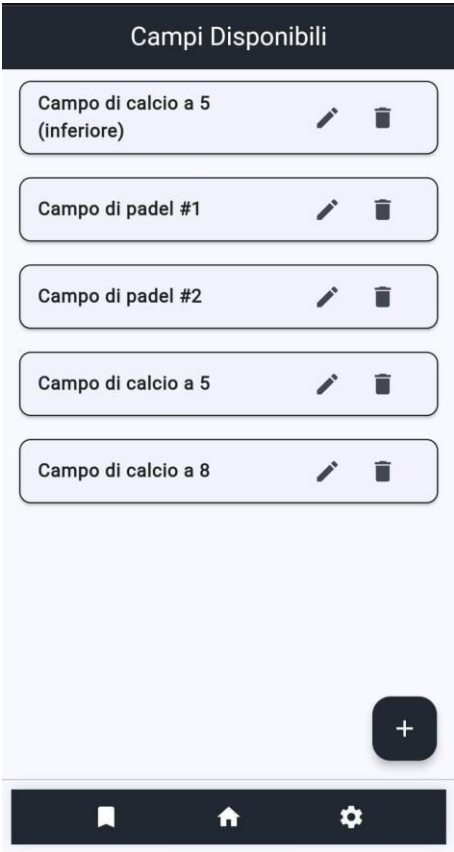 Campi Disponibili
Campo di calcio a 5
(inferiore)
Campo di padel #1
Campo di padel #2
Campo di calcio a 5
Campo di calcio a 8
+